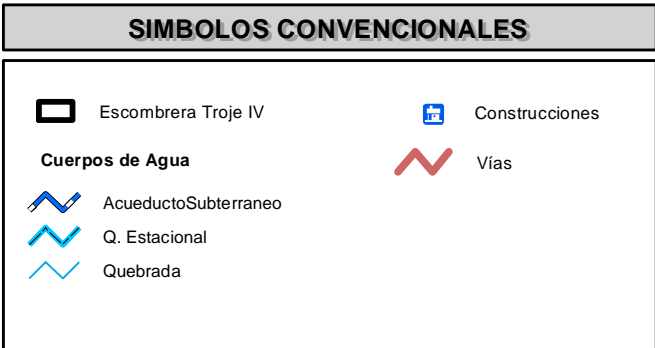 SIMBOLOS CONVENCIONALES
Escombrera Troje IV
Cuerpos de Agua
AcueductoSubterraneo
Q. Estacional
Quebrada
Construcciones
Vías